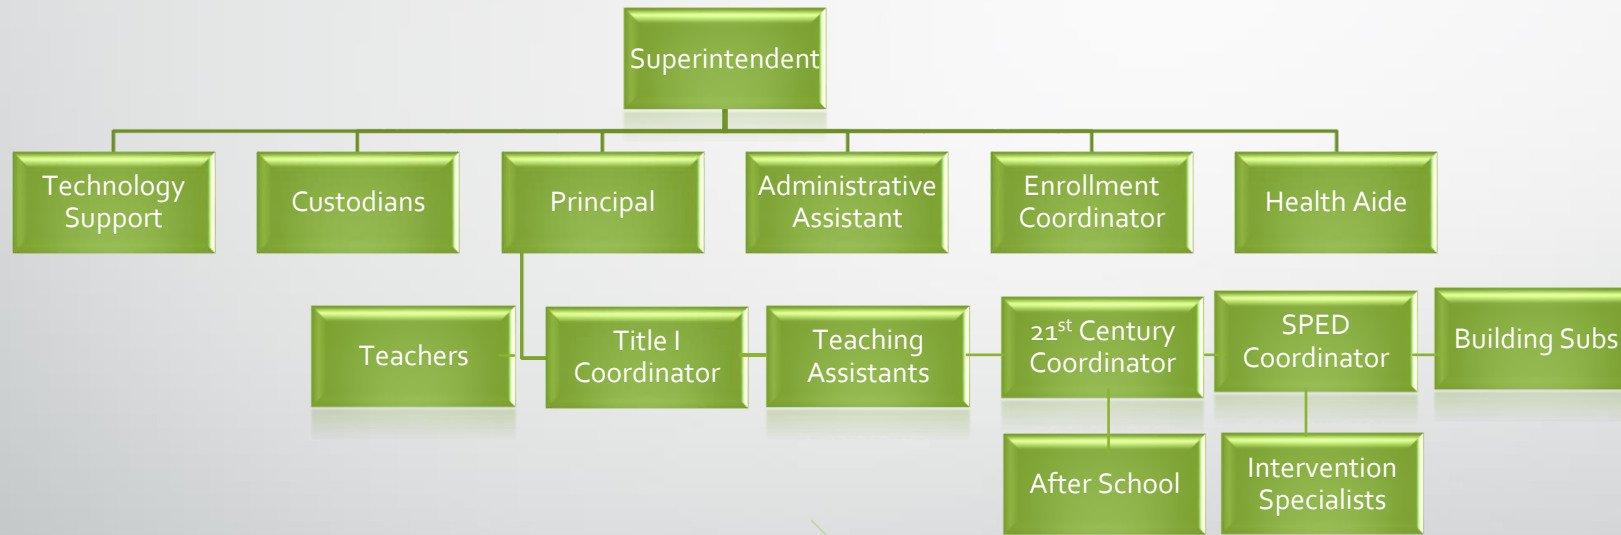 Superintendent
Technology
Support
Custodians
Principal
Administrative
Assistant
Enrollment
Coordinator
Health Aide
Teachers
Title I
Coordinator
Teaching
Assistants
21st Century
Coordinator
SPED
Coordinator
Building Subs
After School
Intervention
Specialists